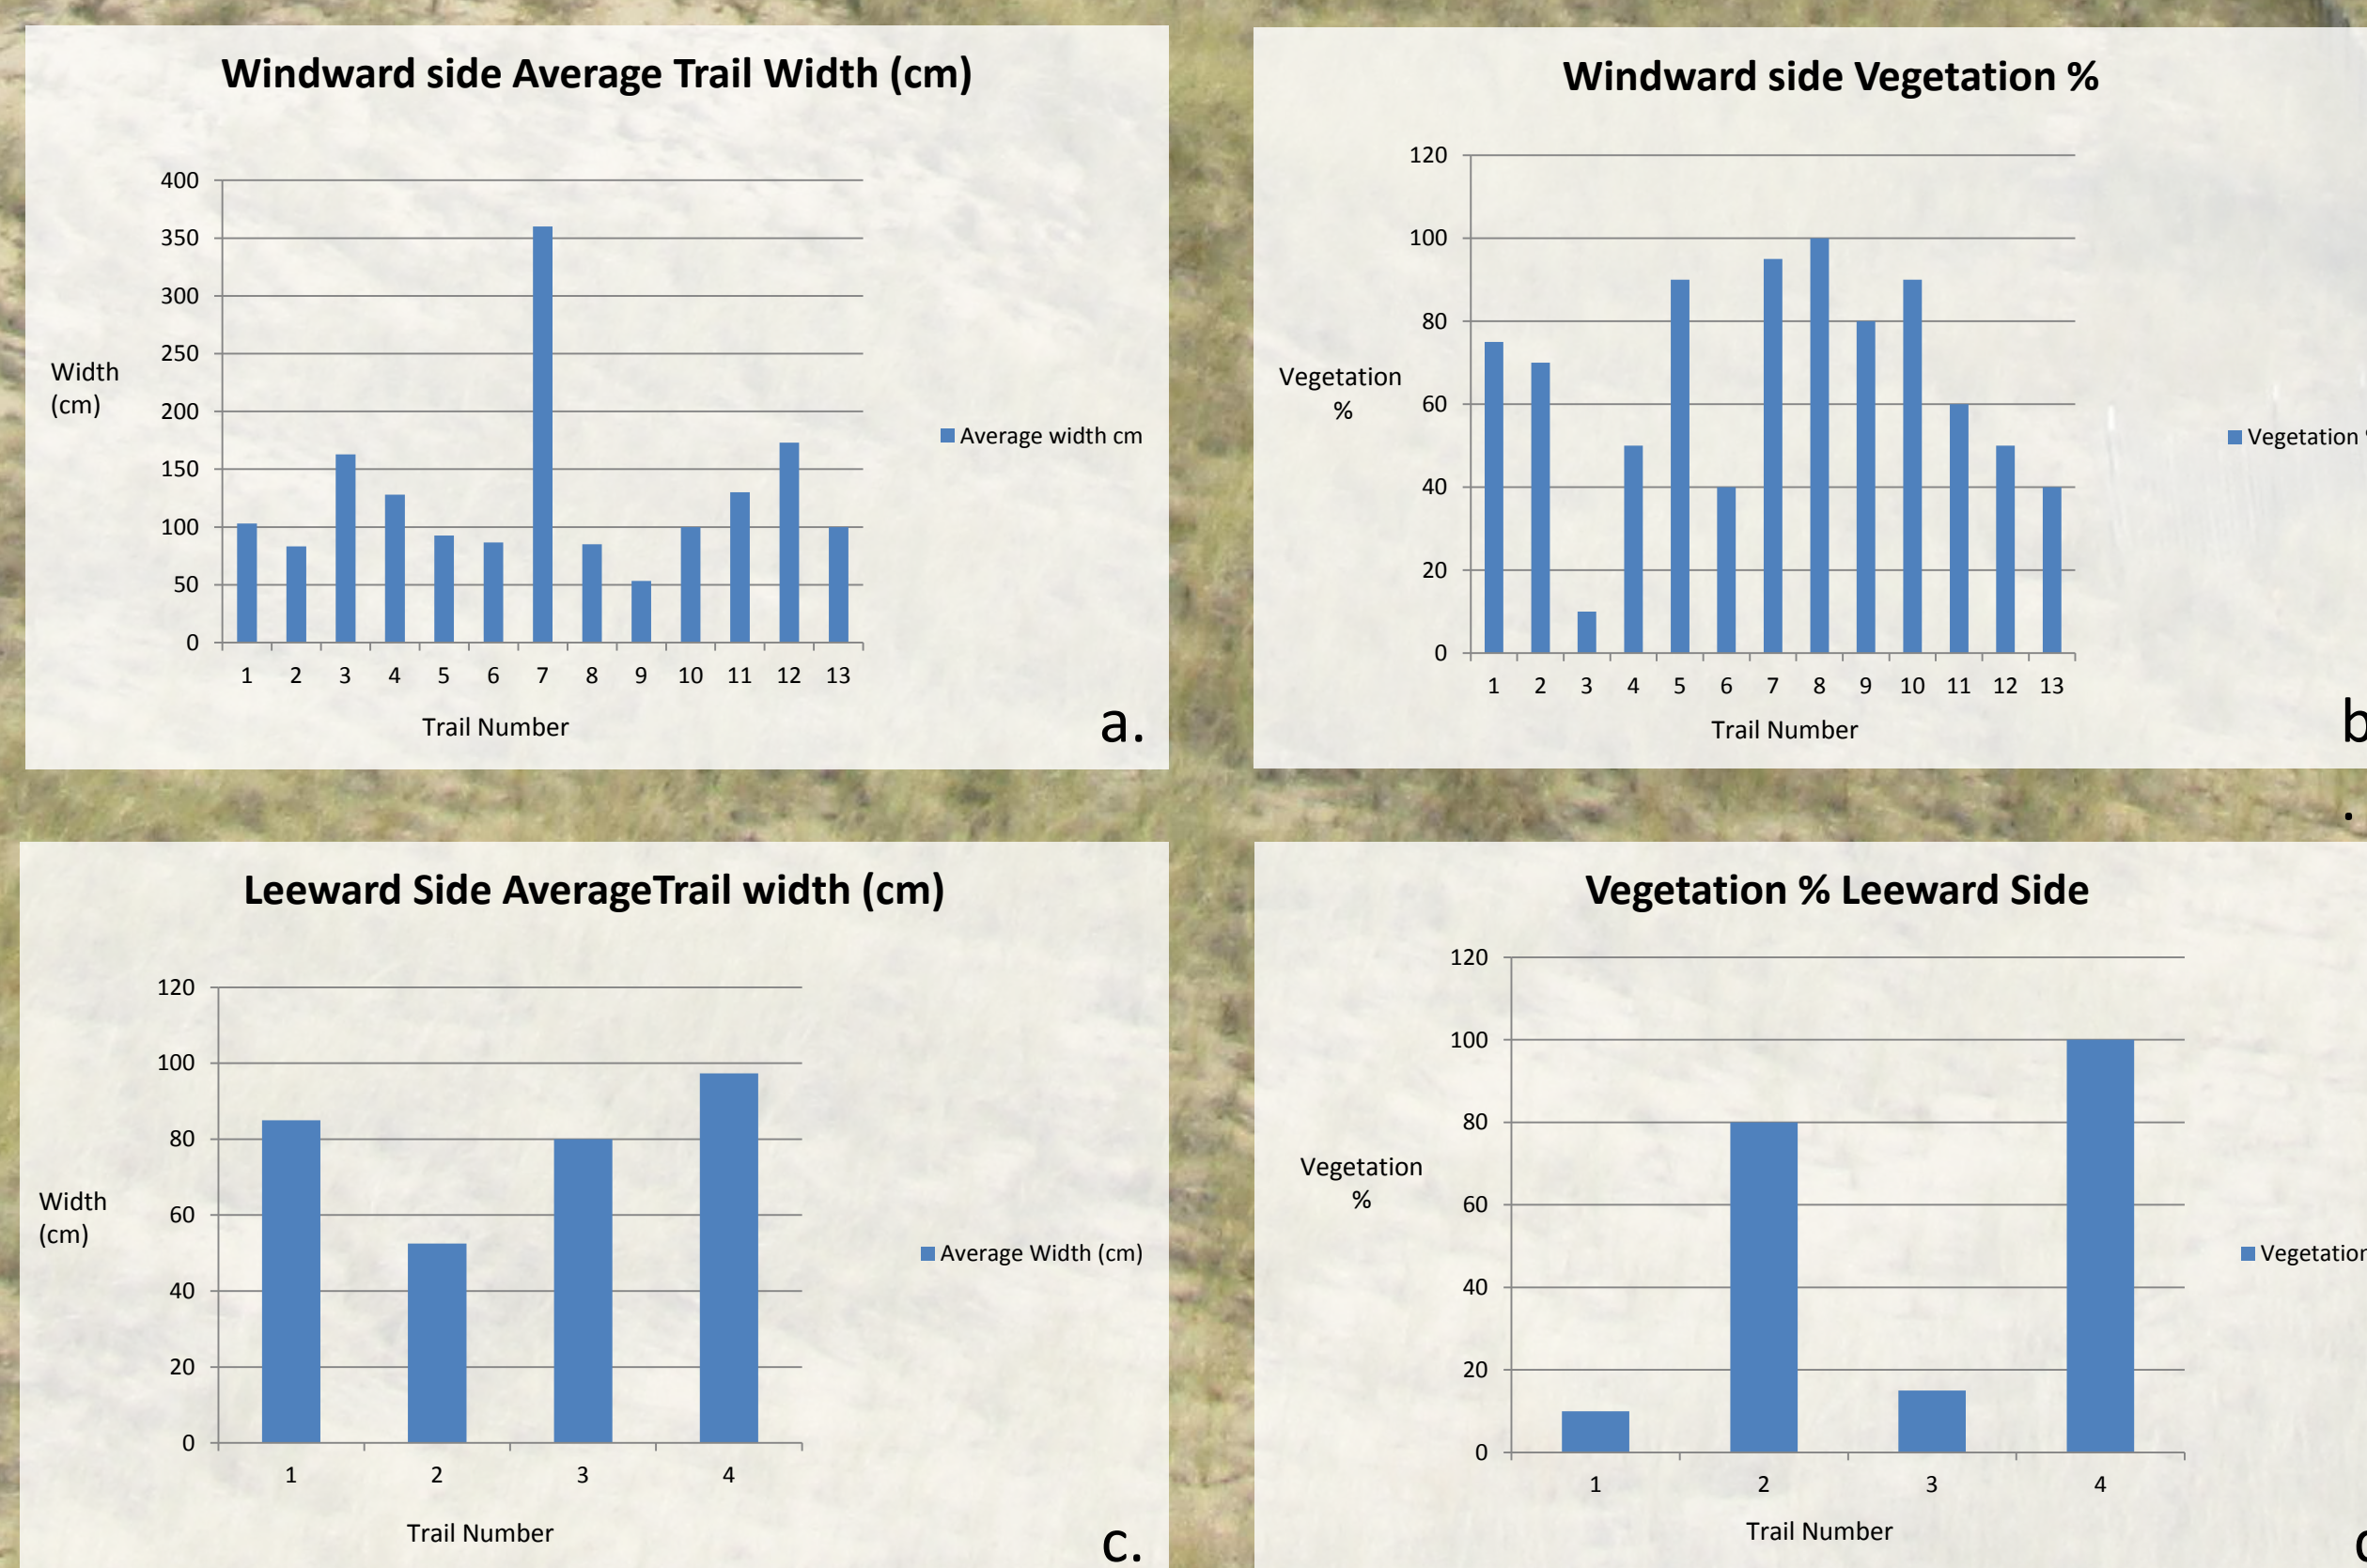 Windward side Average Trail Width (cm)
400
350
300
250
200
150
100
50
0
Width
(cm)
1 2 3 4 5 6 7 8 9 10 11 12 13
Trail Number
Average width cm
a.
Windward side Vegetation %
120
100
80
60
40
20
0
Vegetation
%
1 2 3 4 5 6 7 8 9 10 11 12 13
Trail Number
Vegetation
b
.
Leeward Side AverageTrail width (cm)
120
100
80
60
40
20
0
Width
(cm)
1 2 3 4
Trail Number
Average Width (cm)
c.
Vegetation % Leeward Side
120
100
80
60
40
20
0
Vegetation
%
1 2 3 4
Trail Number
Vegetation